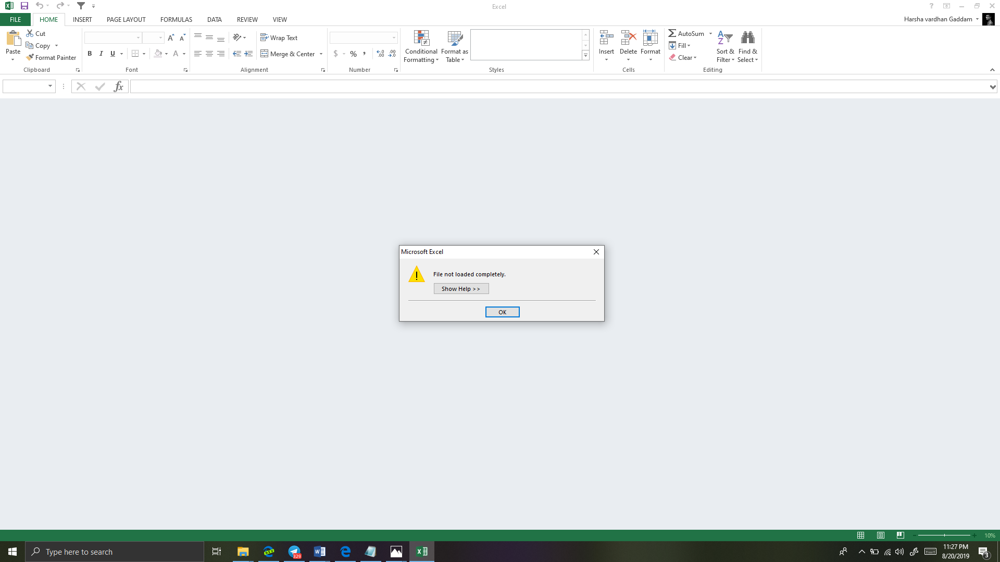 Excel
FILE HOME INSERT PAGE LAYOUT FORMULAS DATA REVIEW VIEW
Harsha vardhan Gaddam
Paste
Cut
Copy
Format Painter
Clipboard
B I U A
Font
Wrap Text
Merge & Center
Alignment
$ % ,
Number
Conditional Formatting
Format as Table
Styles
Insert
Delete
Format
Cells
AutoSum
Fill
Clear
Sort & Filter
Find & Select
Editing
fx
Microsoft Excel
File not loaded completely.
Show Help >>
OK
10%
Type here to search
329
11:27 PM
8/20/2019
3